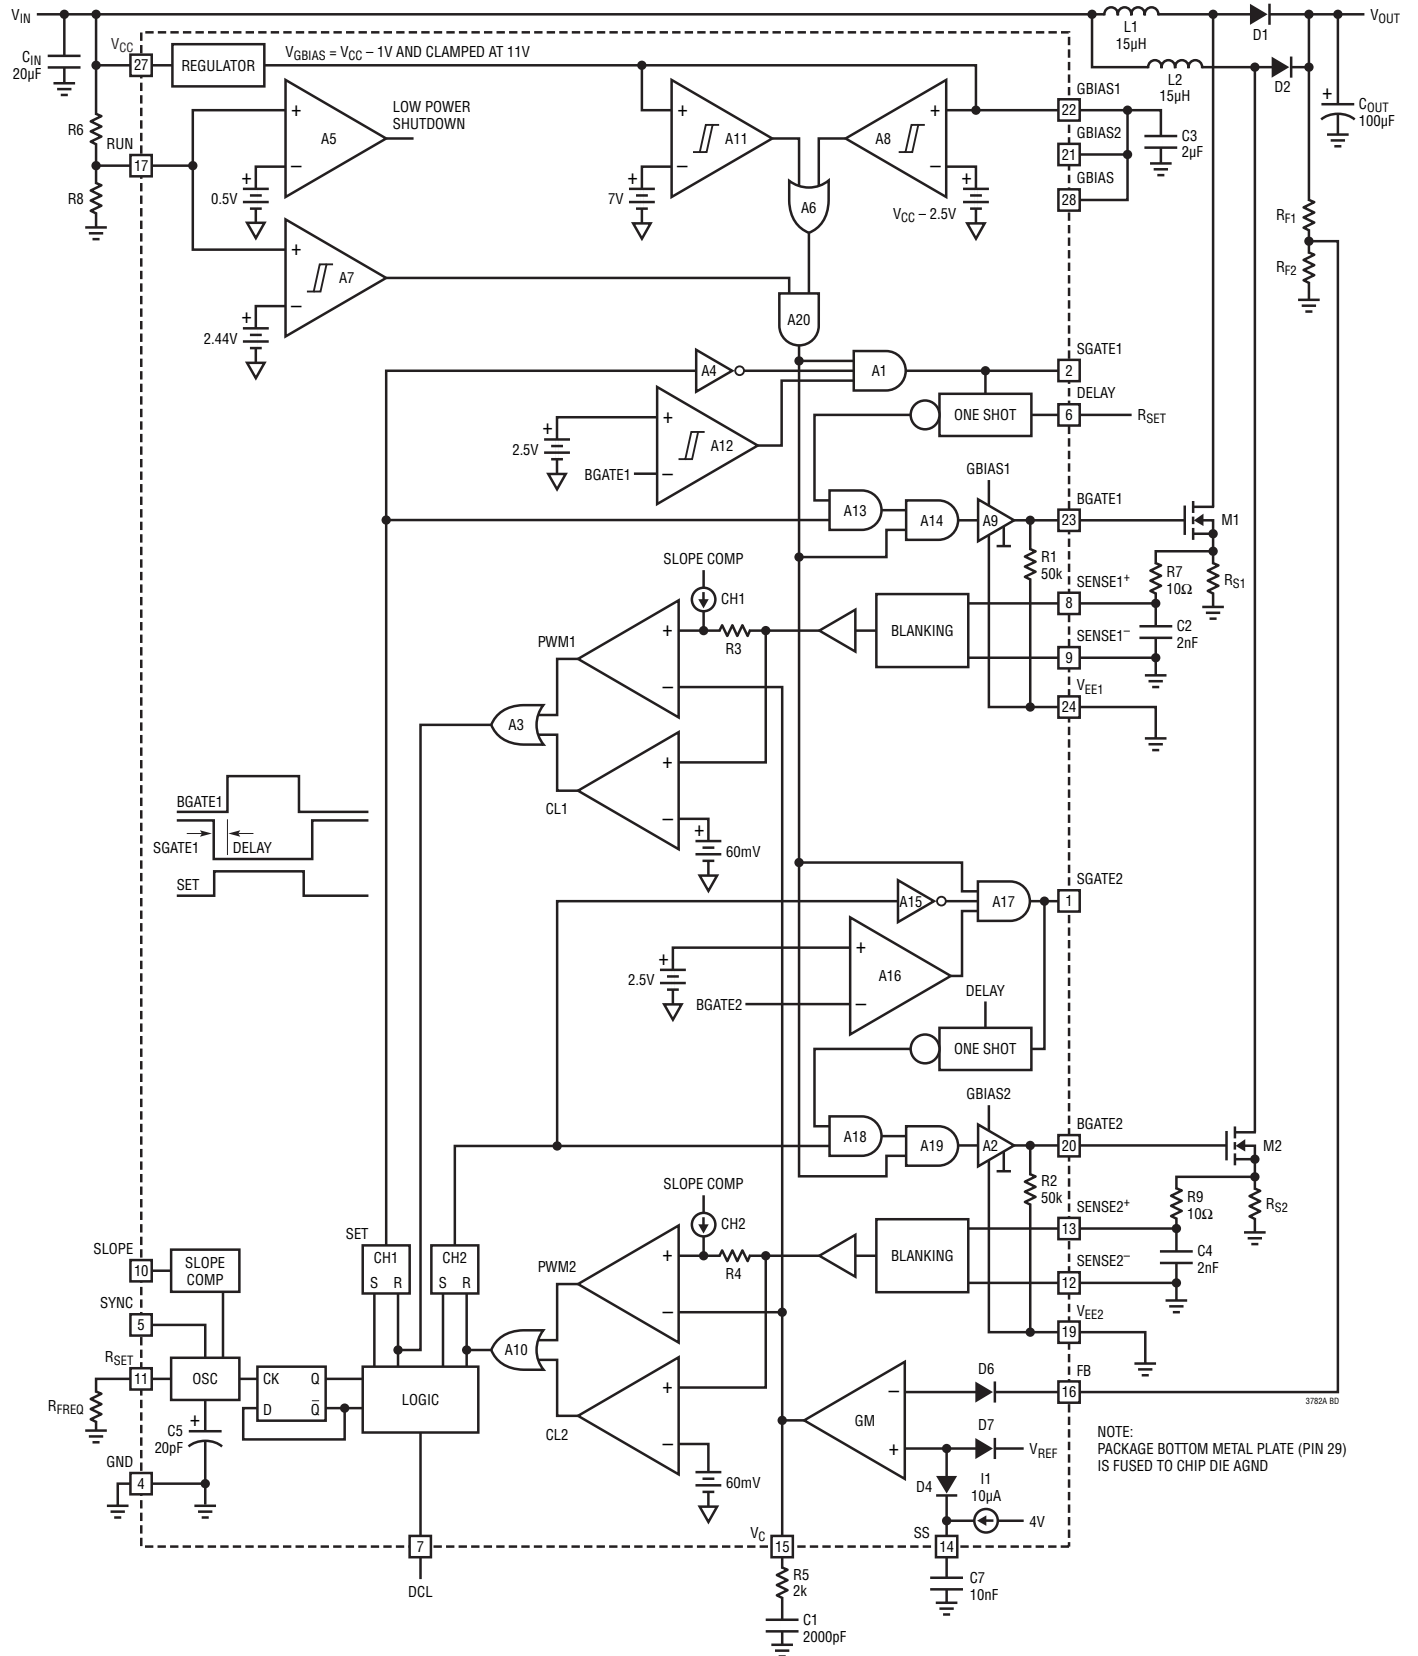 VIN
L1
15µH
D1
VOUT
CIN
20µF
VCC
27
REGULATOR
VGBIAS = VCC – 1V AND CLAMPED AT 11V
L2
15µH
D2
+
COUT
100µF
R6
RUN
17
R8
+
–
A5
LOW POWER
SHUTDOWN
+
0.5V
+
–
A11
+
7V
+
–
A8
+
VCC – 2.5V
A6
GBIAS1
22
GBIAS2
21
GBIAS
28
C3
2µF
RF1
RF2
+
–
A7
+
2.44V
A20
A4
A1
SGATE1
2
DELAY
6
RSET
ONE SHOT
+
–
A12
+
2.5V
BGATE1
GBIAS1
A13
A14
A9
BGATE1
23
M1
R1
50k
R7
10Ω
RS1
SENSE1+
8
C2
2nF
SENSE1–
9
VEE1
24
SLOPE COMP
CH1
PWM1
+
–
R3
BLANKING
A3
CL1
+
–
+
60mV
BGATE1
SGATE1
DELAY
SET
SGATE2
1
A15
A17
+
–
A16
+
2.5V
BGATE2
DELAY
ONE SHOT
GBIAS2
A18
A19
A2
BGATE2
20
M2
R2
50k
R9
10Ω
RS2
SENSE2+
13
C4
2nF
SENSE2–
12
VEE2
19
SLOPE COMP
CH2
PWM2
+
–
R4
BLANKING
SET
CH1
S R
CH2
S R
SLOPE
10
SLOPE
COMP
SYNC
5
RSET
11
OSC
CK Q
D Q
LOGIC
A10
CL2
+
–
60mV
RFREQ
+
C5
20pF
GND
4
–
+
GM
D6
FB
16
D7
VREF
D4
I1
10µA
4V
SS
14
C7
10nF
3782A BD
NOTE:
PACKAGE BOTTOM METAL PLATE (PIN 29)
IS FUSED TO CHIP DIE AGND
7
DCL
VC
15
R5
2k
C1
2000pF